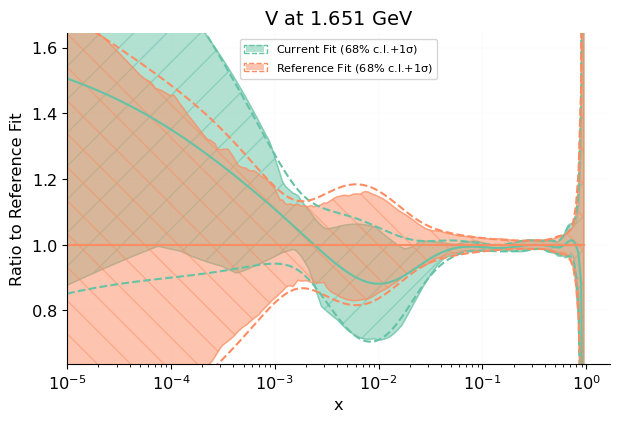 V at 1.651 GeV
Current Fit (68% c.l.+1σ)
Reference Fit (68% c.l.+1σ)
Ratio to Reference Fit
1.6
1.4
1.2
1.0
0.8
10⁻⁵ 10⁻⁴ 10⁻³ 10⁻² 10⁻¹ 10⁰
x